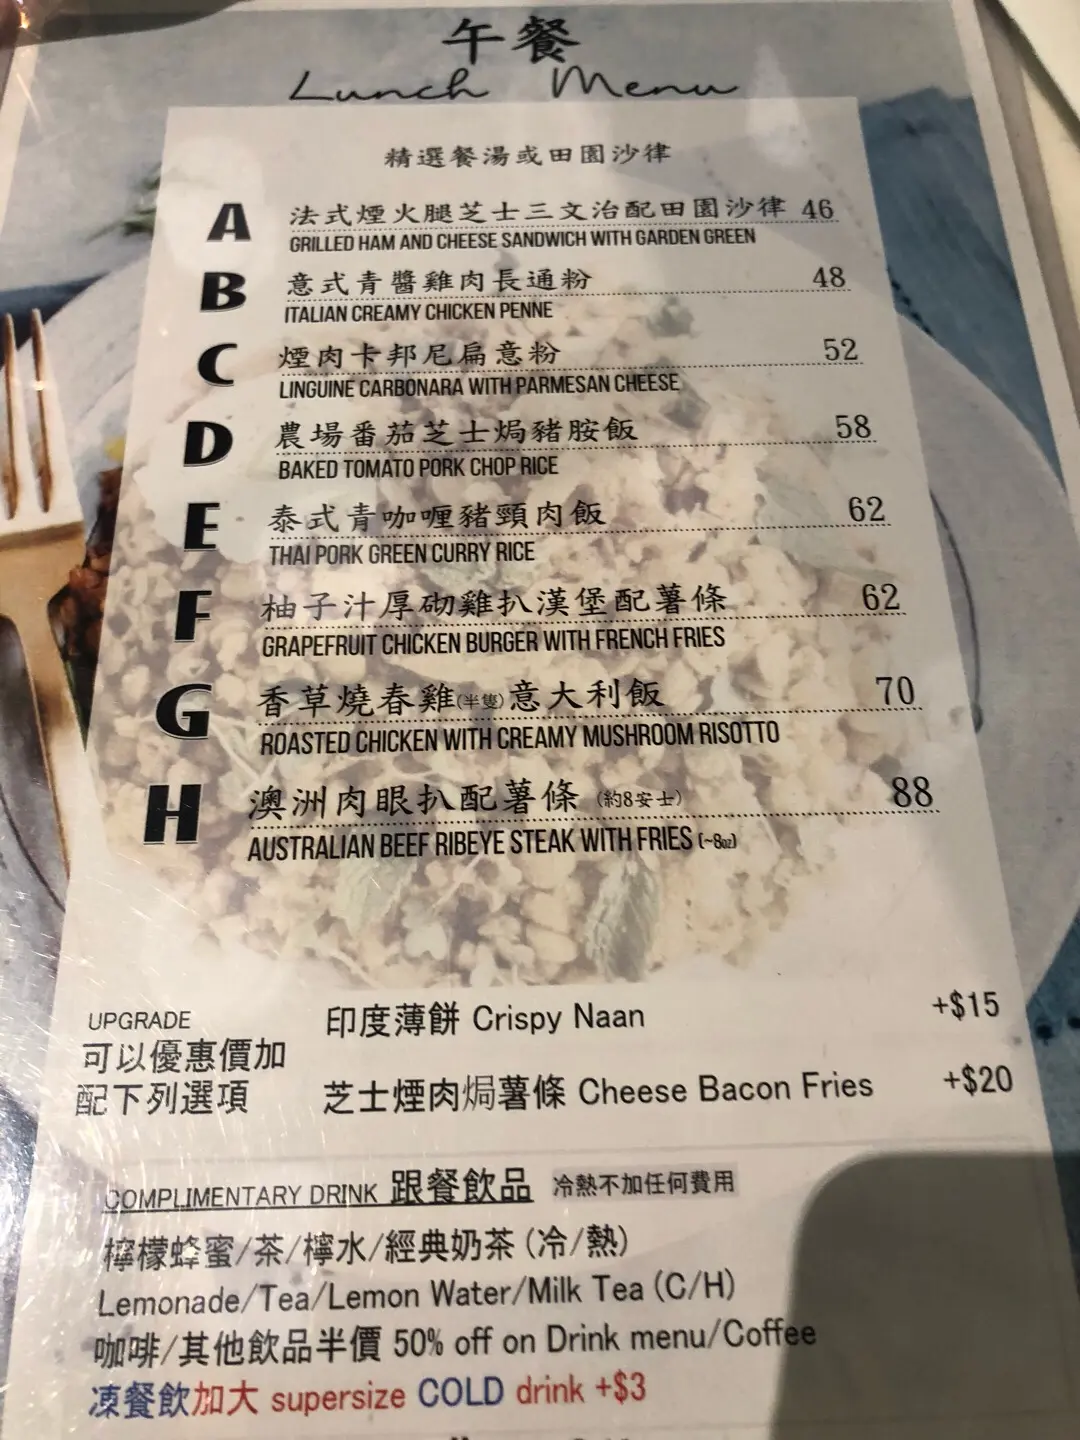 午餐
Lunch Menu
精選餐湯或田園沙律
A 法式煙火腿芝士三文治配田園沙律 46
GRILLED HAM AND CHEESE SANDWICH WITH GARDEN GREEN
B 意式青醬雞肉長通粉 48
ITALIAN CREAMY CHICKEN PENNE
C 煙肉卡邦尼扁意粉 52
LINGUINE CARBONARA WITH PARMESAN CHEESE
D 農場番茄芝士焗豬胺飯 58
BAKED TOMATO PORK CHOP RICE
E 泰式青咖喱豬頸肉飯 62
THAI PORK GREEN CURRY RICE
F 柚子汁厚切雞扒漢堡配薯條 62
GRAPEFRUIT CHICKEN BURGER WITH FRENCH FRIES
G 香草燒春雞(半隻)意大利飯 70
ROASTED CHICKEN WITH CREAMY MUSHROOM RISOTTO
H 澳洲肉眼扒配薯條 (約8安士) 88
AUSTRALIAN BEEF RIBEYE STEAK WITH FRIES (~8oz)
UPGRADE
可以優惠價加
配下列選項
印度薄餅 Crispy Naan +$15
芝士煙肉焗薯條 Cheese Bacon Fries +$20
COMPLIMENTARY DRINK 跟餐飲品 冷熱不加任何費用
檸檬蜂蜜/茶/檸水/經典奶茶 (冷/熱)
Lemonade/Tea/Lemon Water/Milk Tea (C/H)
咖啡/其他飲品半價 50% off on Drink menu/Coffee
凍餐飲加大 supersize COLD drink +$3